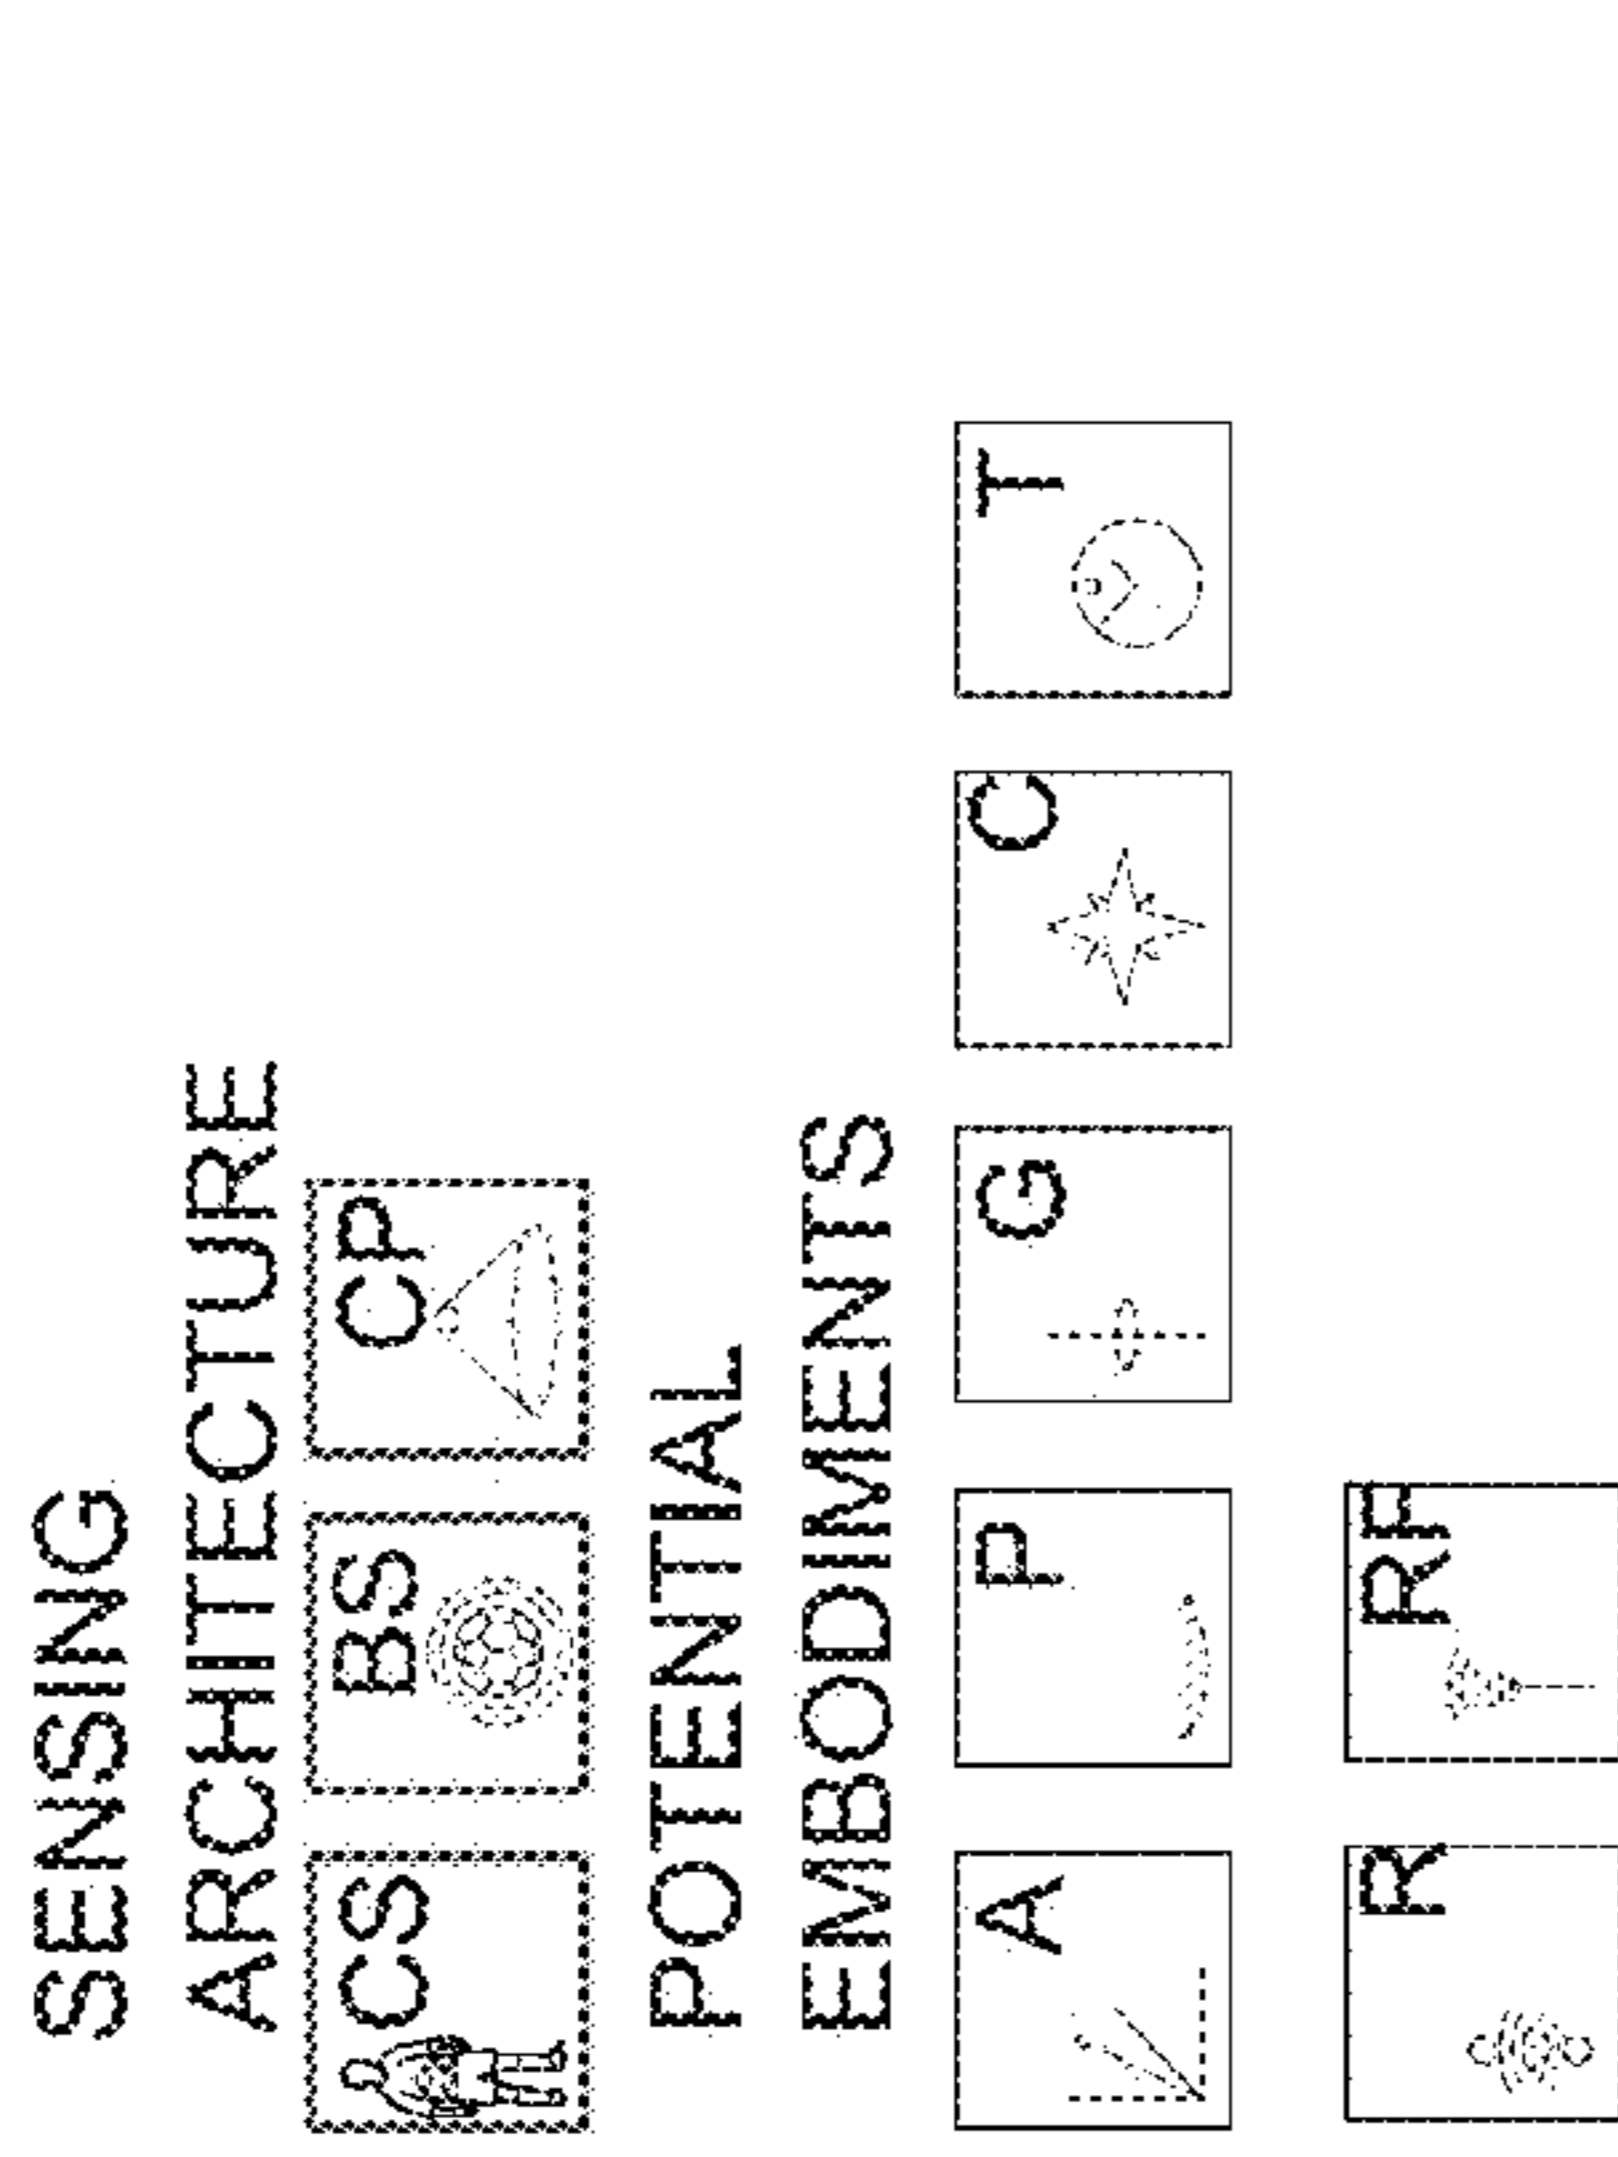 SENSING
ARCHITECTURE
CS BS CP
POTENTIAL
EMBODIMENTS
A P G C T
R RF